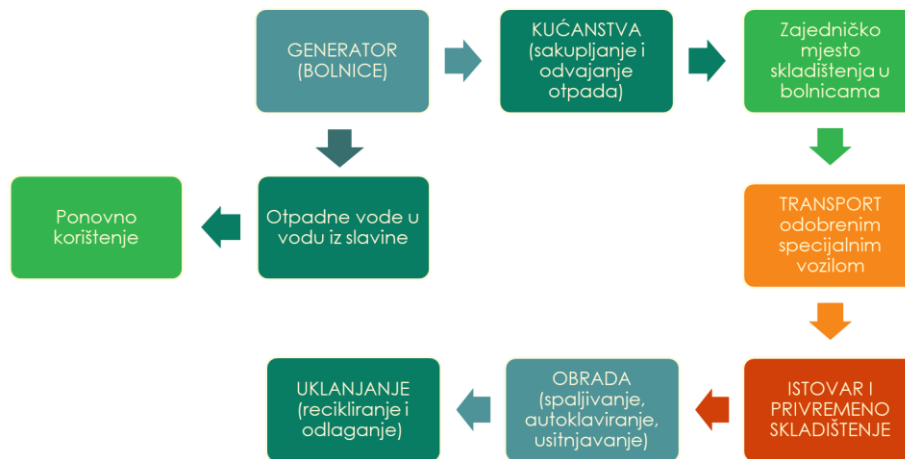 GENERATOR
(BOLNICE)
KUĆANSTVA
(sakupljanje i
odvajanje
otpada)
Zajedničko
mjesto
skladištenja u
bolnicama
Ponovno
korištenje
Otpadne vode u
vodu iz slavine
TRANSPORT
odobrenim
specijalnim
vozilom
UKLANJANJE
(recikliranje i
odlaganje)
OBRADA
(spaljivanje,
autoklaviranje,
usitnjavanje)
ISTOVAR I
PRIVREMENO
SKLADIŠTENJE